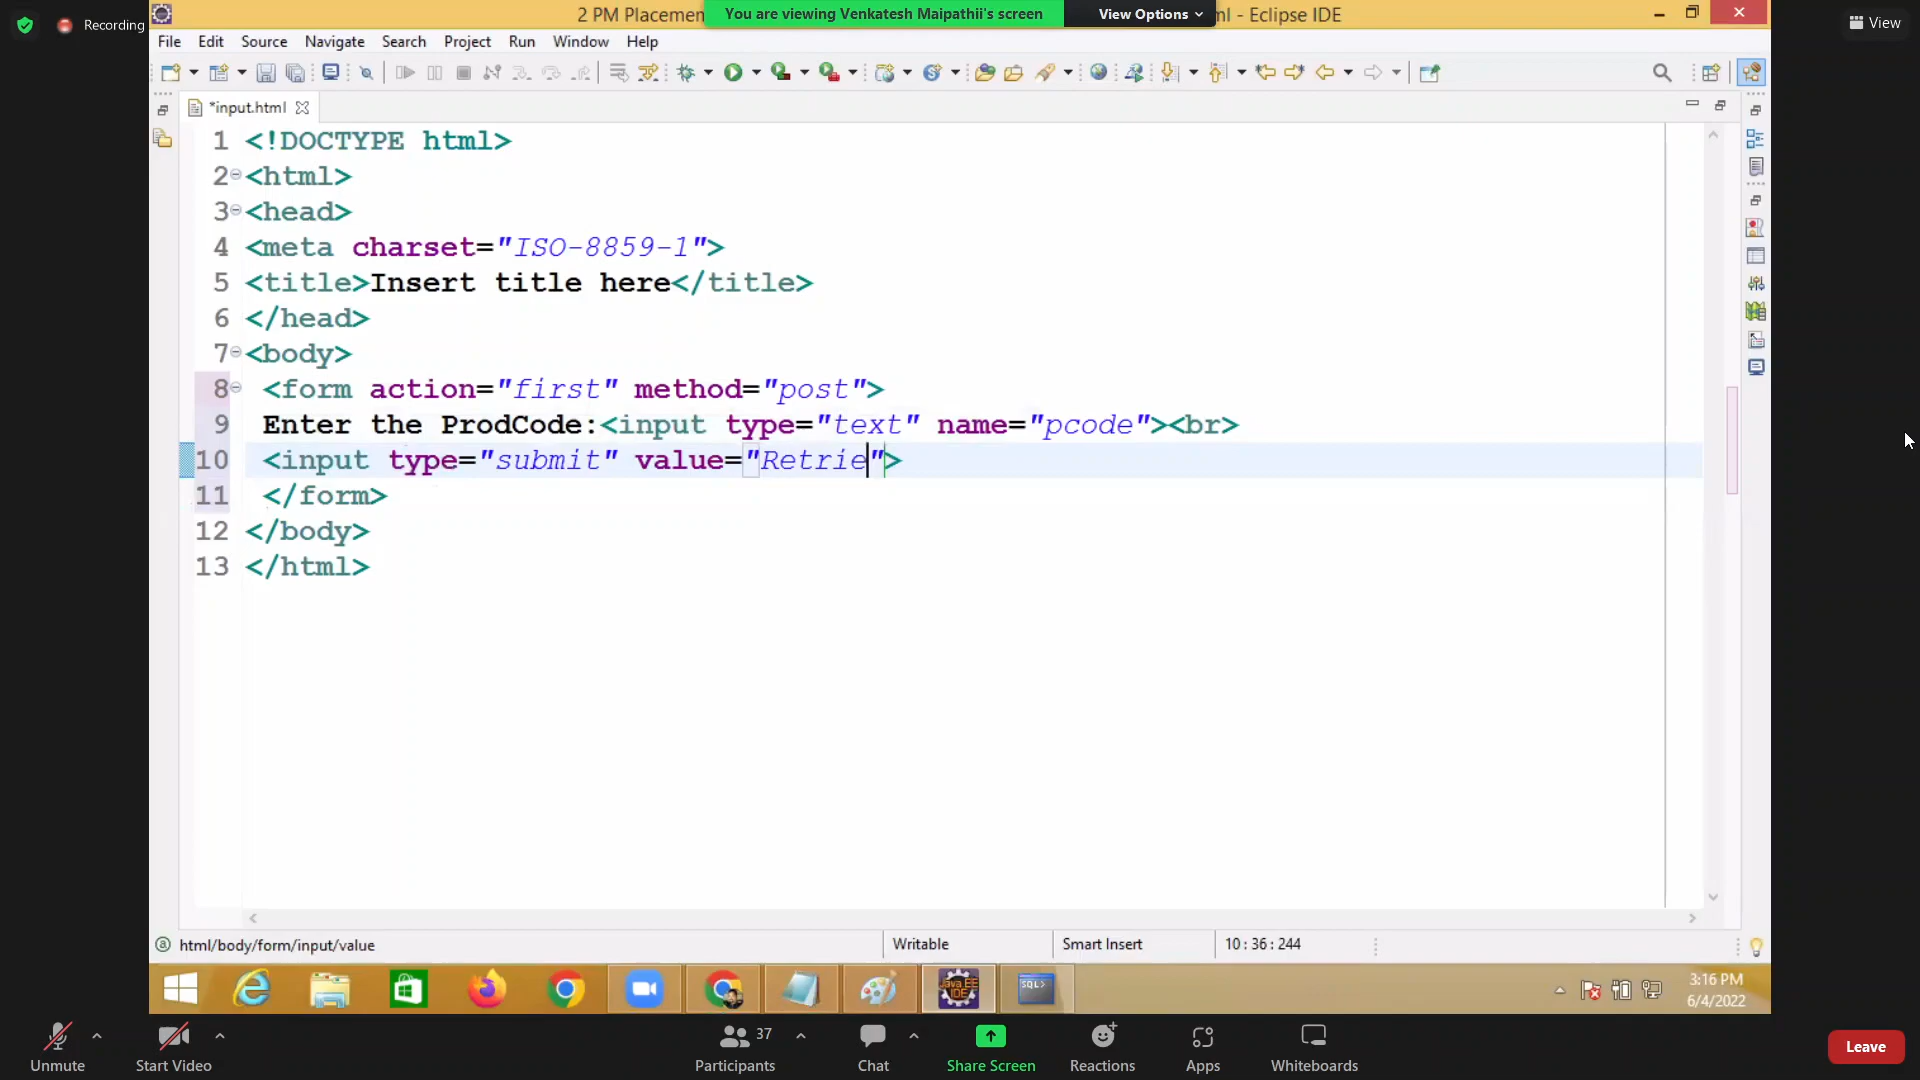 Recording
2 PM Placemen
You are viewing Venkatesh Maipathii's screen
View Options
ml - Eclipse IDE
View
File Edit Source Navigate Search Project Run Window Help
*input.html
1 <!DOCTYPE html>
2 <html>
3 <head>
4 <meta charset="ISO-8859-1">
5 <title>Insert title here</title>
6 </head>
7 <body>
8 <form action="first" method="post">
9 Enter the ProdCode:<input type="text" name="pcode"><br>
10 <input type="submit" value="Retrie">
11 </form>
12 </body>
13 </html>
html/body/form/input/value
Writable
Smart Insert
10 : 36 : 244
Java EE
IDE
SQL>
3:16 PM
6/4/2022
Unmute
Start Video
37
Participants
Chat
Share Screen
Reactions
Apps
Whiteboards
Leave